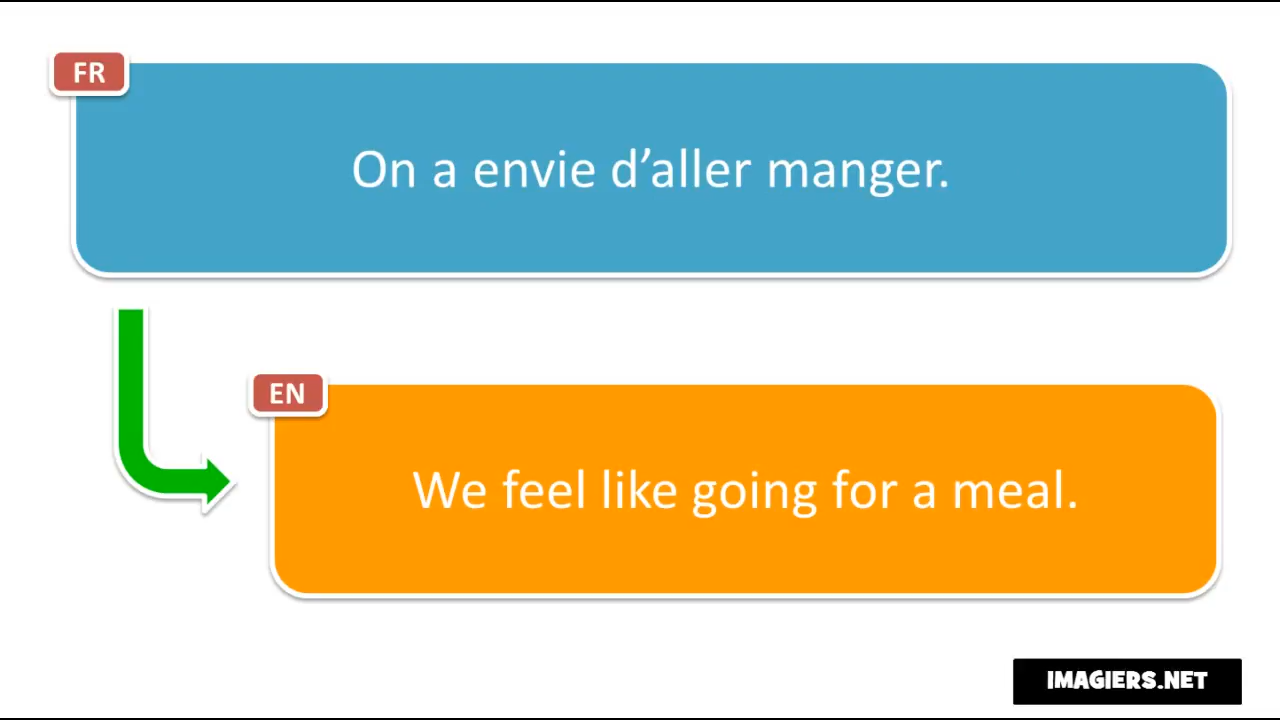 FR
On a envie d’aller manger.
EN
We feel like going for a meal.
IMAGIERS.NET